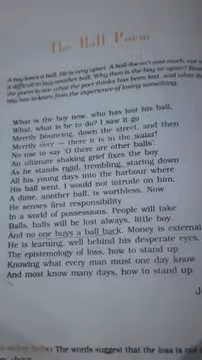 The Ball Poem
A boy loses a ball. He is very upset. A ball doesn't cost much, nor is
it difficult to buy another ball. Why then is the boy so upset? Read
the poem to see what the poet thinks has been lost, and what the
boy has to learn from the experience of losing something.
What is the boy now, who has lost his ball,
What, what is he to do? I saw it go
Merrily bouncing, down the street, and then
Merrily over — there it is in the water!
No use to say 'O there are other balls':
An ultimate shaking grief fixes the boy
As he stands rigid, trembling, staring down
All his young days into the harbour where
His ball went. I would not intrude on him;
A dime, another ball, is worthless. Now
He senses first responsibility
In a world of possessions. People will take
Balls, balls will be lost always, little boy.
And no one buys a ball back. Money is external.
He is learning, well behind his desperate eyes,
The epistemology of loss, how to stand up
Knowing what every man must one day know
And most know many days, how to stand up.
J
The words suggest that the loss is not